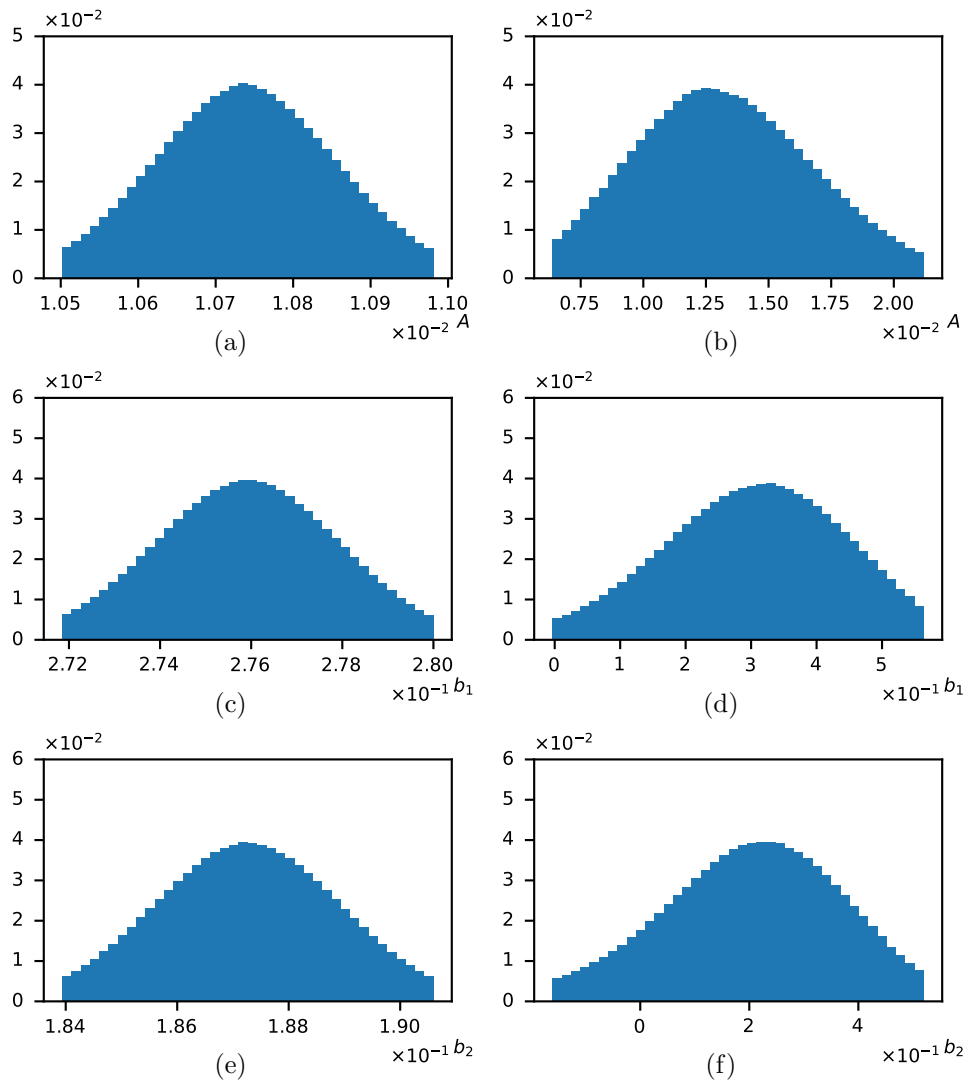 ×10⁻² ×10⁻²
5 5
4 4
3 3
2 2
1 1
0 0
1.05 1.06 1.07 1.08 1.09 1.10 0.75 1.00 1.25 1.50 1.75 2.00
×10⁻² A ×10⁻² A
(a) (b)
×10⁻² ×10⁻²
6 6
5 5
4 4
3 3
2 2
1 1
0 0
2.72 2.74 2.76 2.78 2.80 0 1 2 3 4 5
×10⁻¹ b₁ ×10⁻¹ b₁
(c) (d)
×10⁻² ×10⁻²
6 6
5 5
4 4
3 3
2 2
1 1
0 0
1.84 1.86 1.88 1.90 0 2 4
×10⁻¹ b₂ ×10⁻¹ b₂
(e) (f)